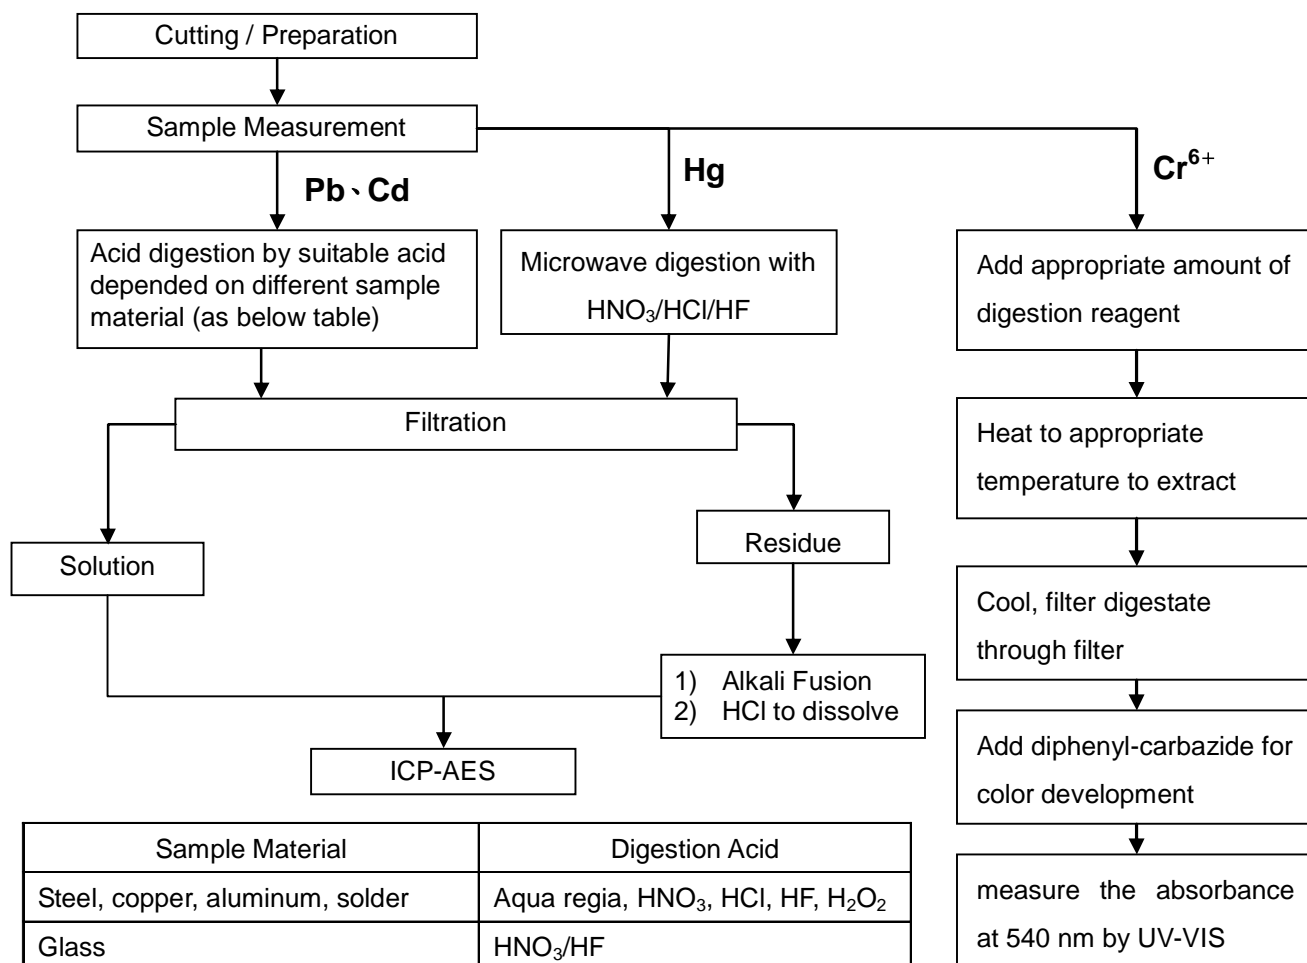 Cutting / Preparation
Sample Measurement
Pb、Cd
Hg
Cr⁶⁺
Acid digestion by suitable acid
depended on different sample
material (as below table)
Microwave digestion with
HNO₃/HCl/HF
Add appropriate amount of
digestion reagent
Filtration
Heat to appropriate
temperature to extract
Solution
Residue
Cool, filter digestate
through filter
1) Alkali Fusion
2) HCl to dissolve
ICP-AES
Add diphenyl-carbazide for
color development
measure the absorbance
at 540 nm by UV-VIS
Sample Material Digestion Acid
Steel, copper, aluminum, solder Aqua regia, HNO₃, HCl, HF, H₂O₂
Glass HNO₃/HF